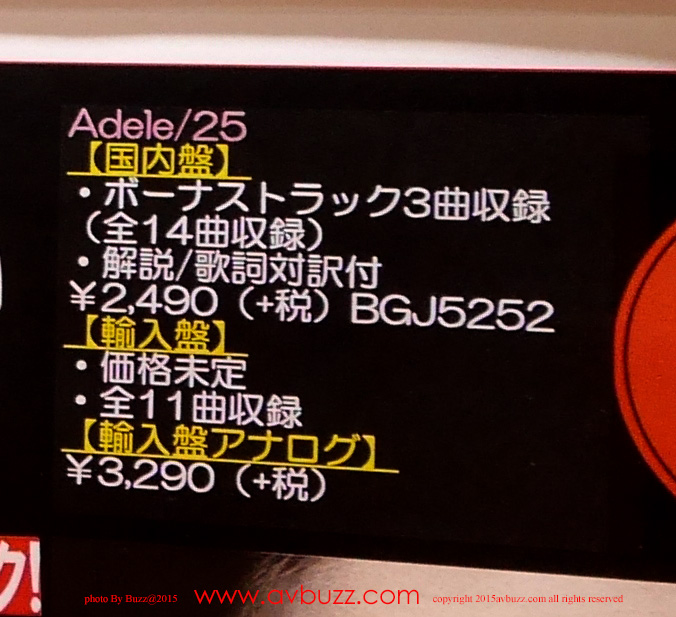 Adele/25
【国内盤】
・ボーナストラック3曲収録
（全14曲収録）
・解説/歌詞対訳付
¥2,490（+税）BGJ5252
【輸入盤】
・価格未定
・全11曲収録
【輸入盤アナログ】
¥3,290（+税）
ク!
photo By Buzz@2015 www.avbuzz.com copyright 2015avbuzz.com all rights reserved